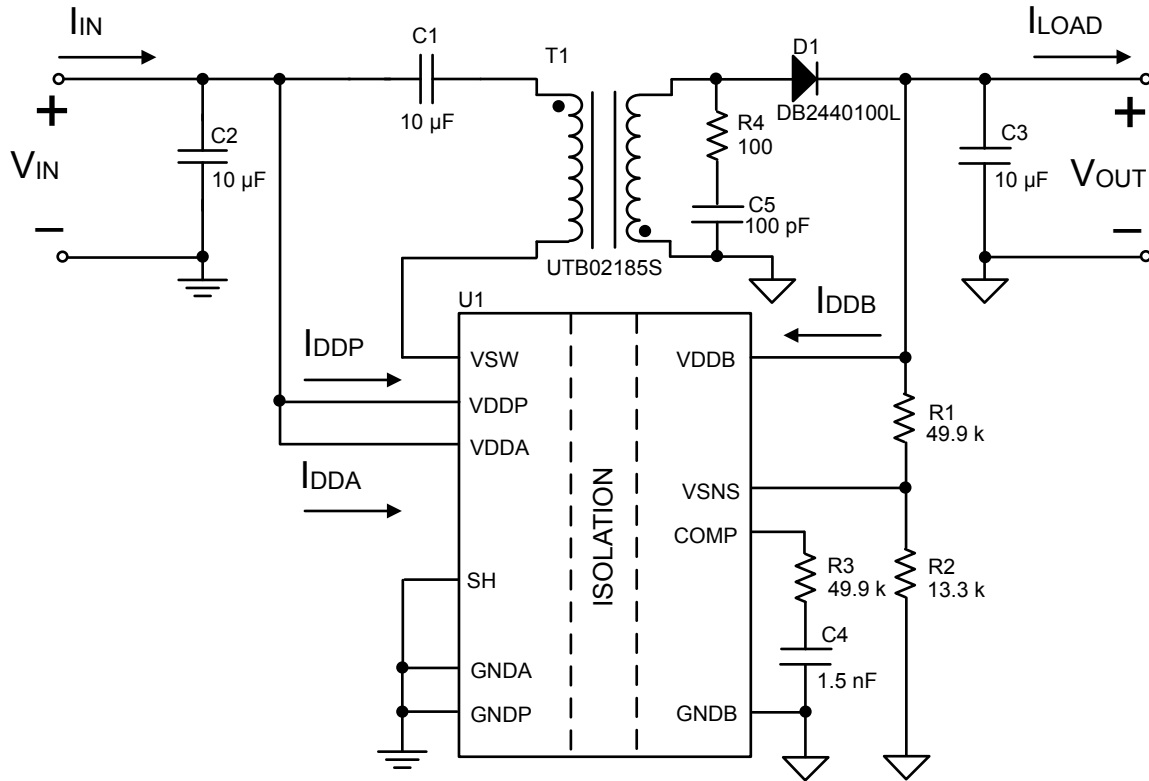 IIN
C1
T1
D1
ILOAD
+
VIN
−
C2
10 µF
10 µF
R4
100
C5
100 pF
DB2440100L
C3
10 µF
+
VOUT
−
UTB02185S
U1
IDDP
IDDA
IDDB
VSW
VDDP
VDDA
SH
GNDA
GNDP
ISOLATION
VDDB
VSNS
COMP
GNDB
R1
49.9 k
R3
49.9 k
R2
13.3 k
C4
1.5 nF